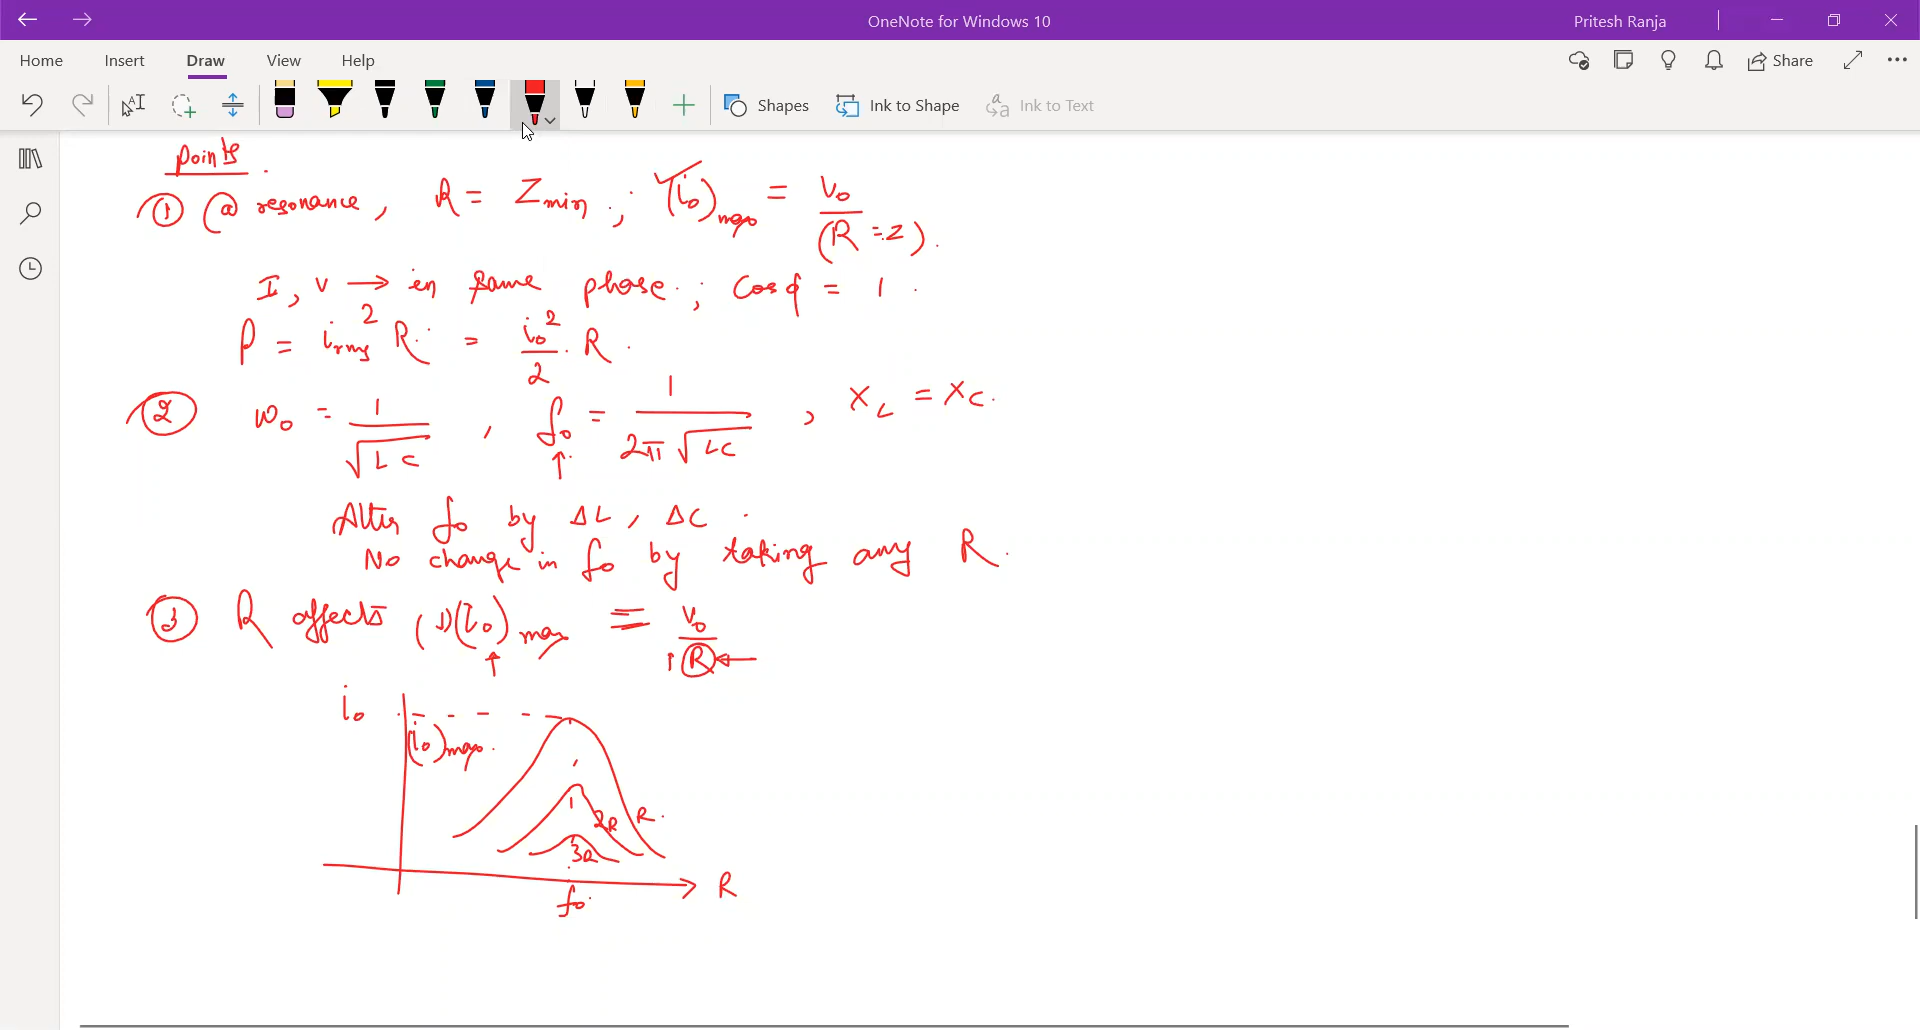 OneNote for Windows 10
Pritesh Ranja
Home Insert Draw View Help
Share
Shapes Ink to Shape Ink to Text
Points
① @ resonance, R = Zmin ; (i₀)max = V₀/(R = Z).
I, V → in same phase ; Cos ϕ = 1.
P = i²rms R = i₀²/2 . R.
② ω₀ = 1/√LC , f₀ = 1/2π√LC , X_L = X_C.
↑
Alter f₀ by ΔL, ΔC.
No change in f₀ by taking any R.
③ R affects (i₀)max = V₀/R ←
↑ ↑
i₀
(i₀)max.
2R R.
3R
R
f₀.